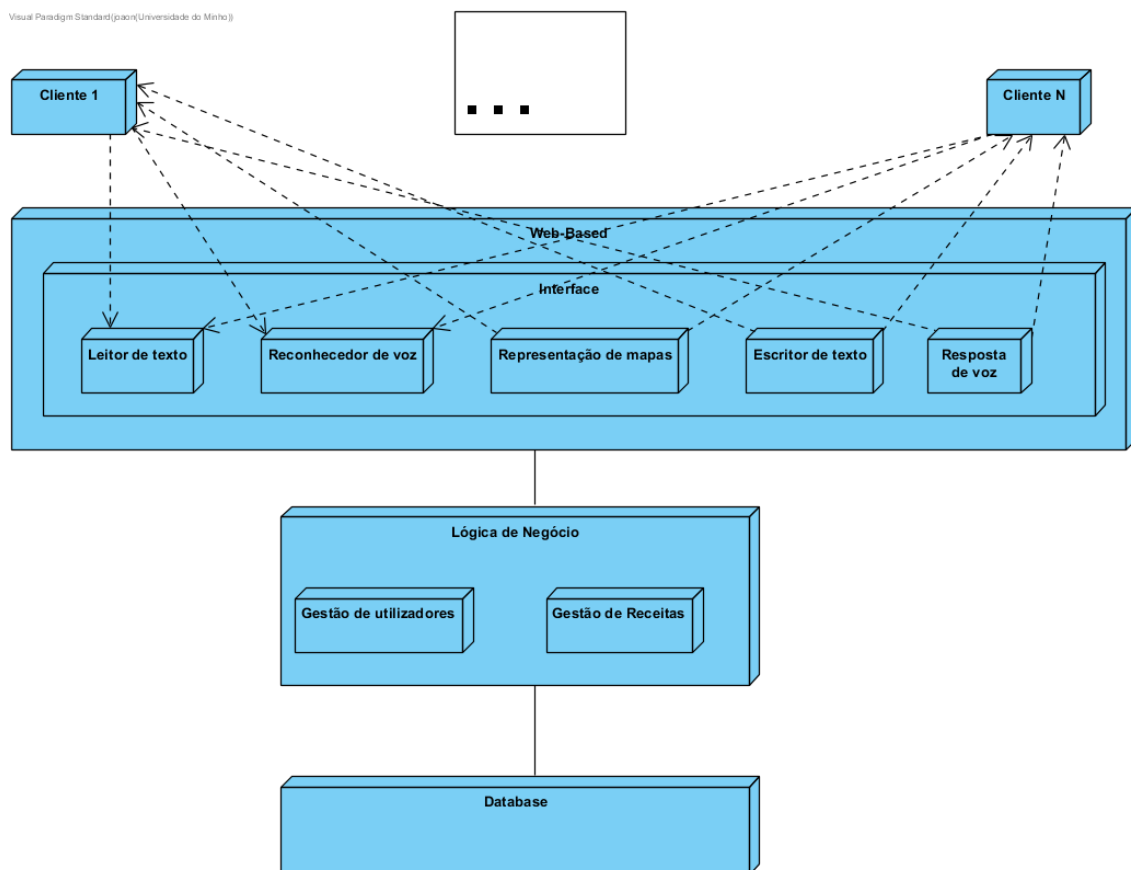 Visual Paradigm Standard(joaon(Universidade do Minho))
Cliente 1
Cliente N
Web-Based
Interface
Leitor de texto
Reconhecedor de voz
Representação de mapas
Escritor de texto
Resposta
de voz
Lógica de Negócio
Gestão de utilizadores
Gestão de Receitas
Database